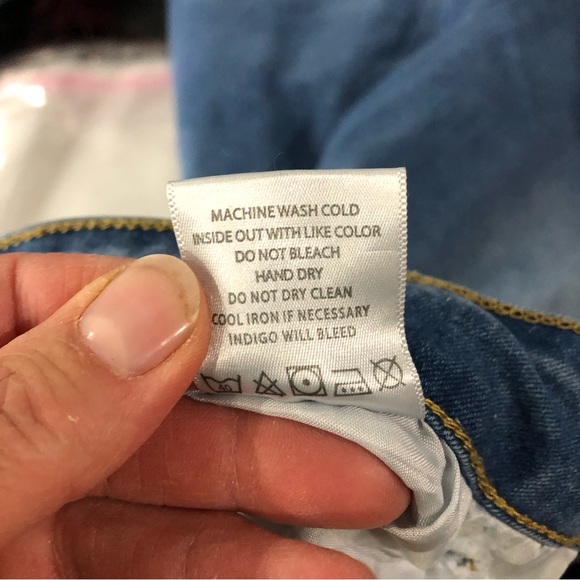 MACHINE WASH COLD
INSIDE OUT WITH LIKE COLOR
DO NOT BLEACH
HAND DRY
DO NOT DRY CLEAN
COOL IRON IF NECESSARY
INDIGO WILL BLEED
40